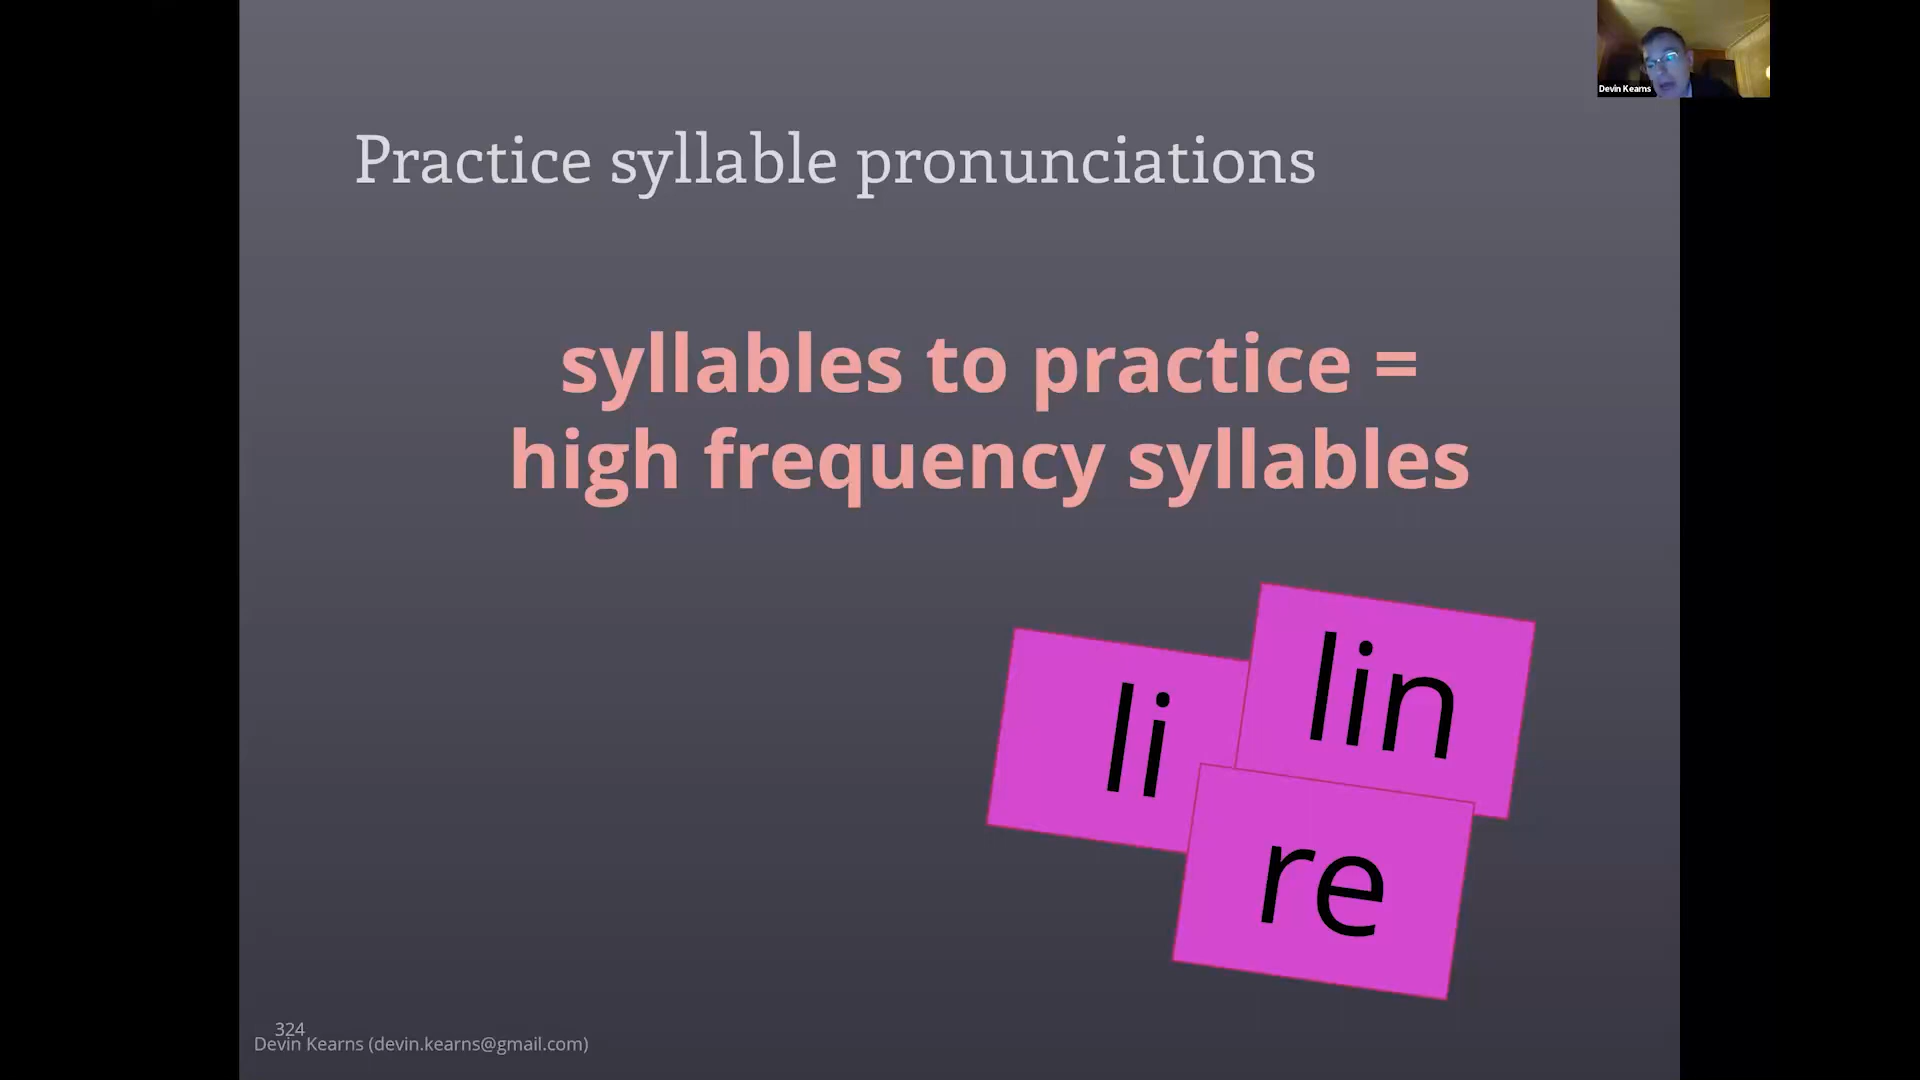 Devin Kearns
Practice syllable pronunciations
syllables to practice =
high frequency syllables
li
lin
re
324
Devin Kearns (devin.kearns@gmail.com)